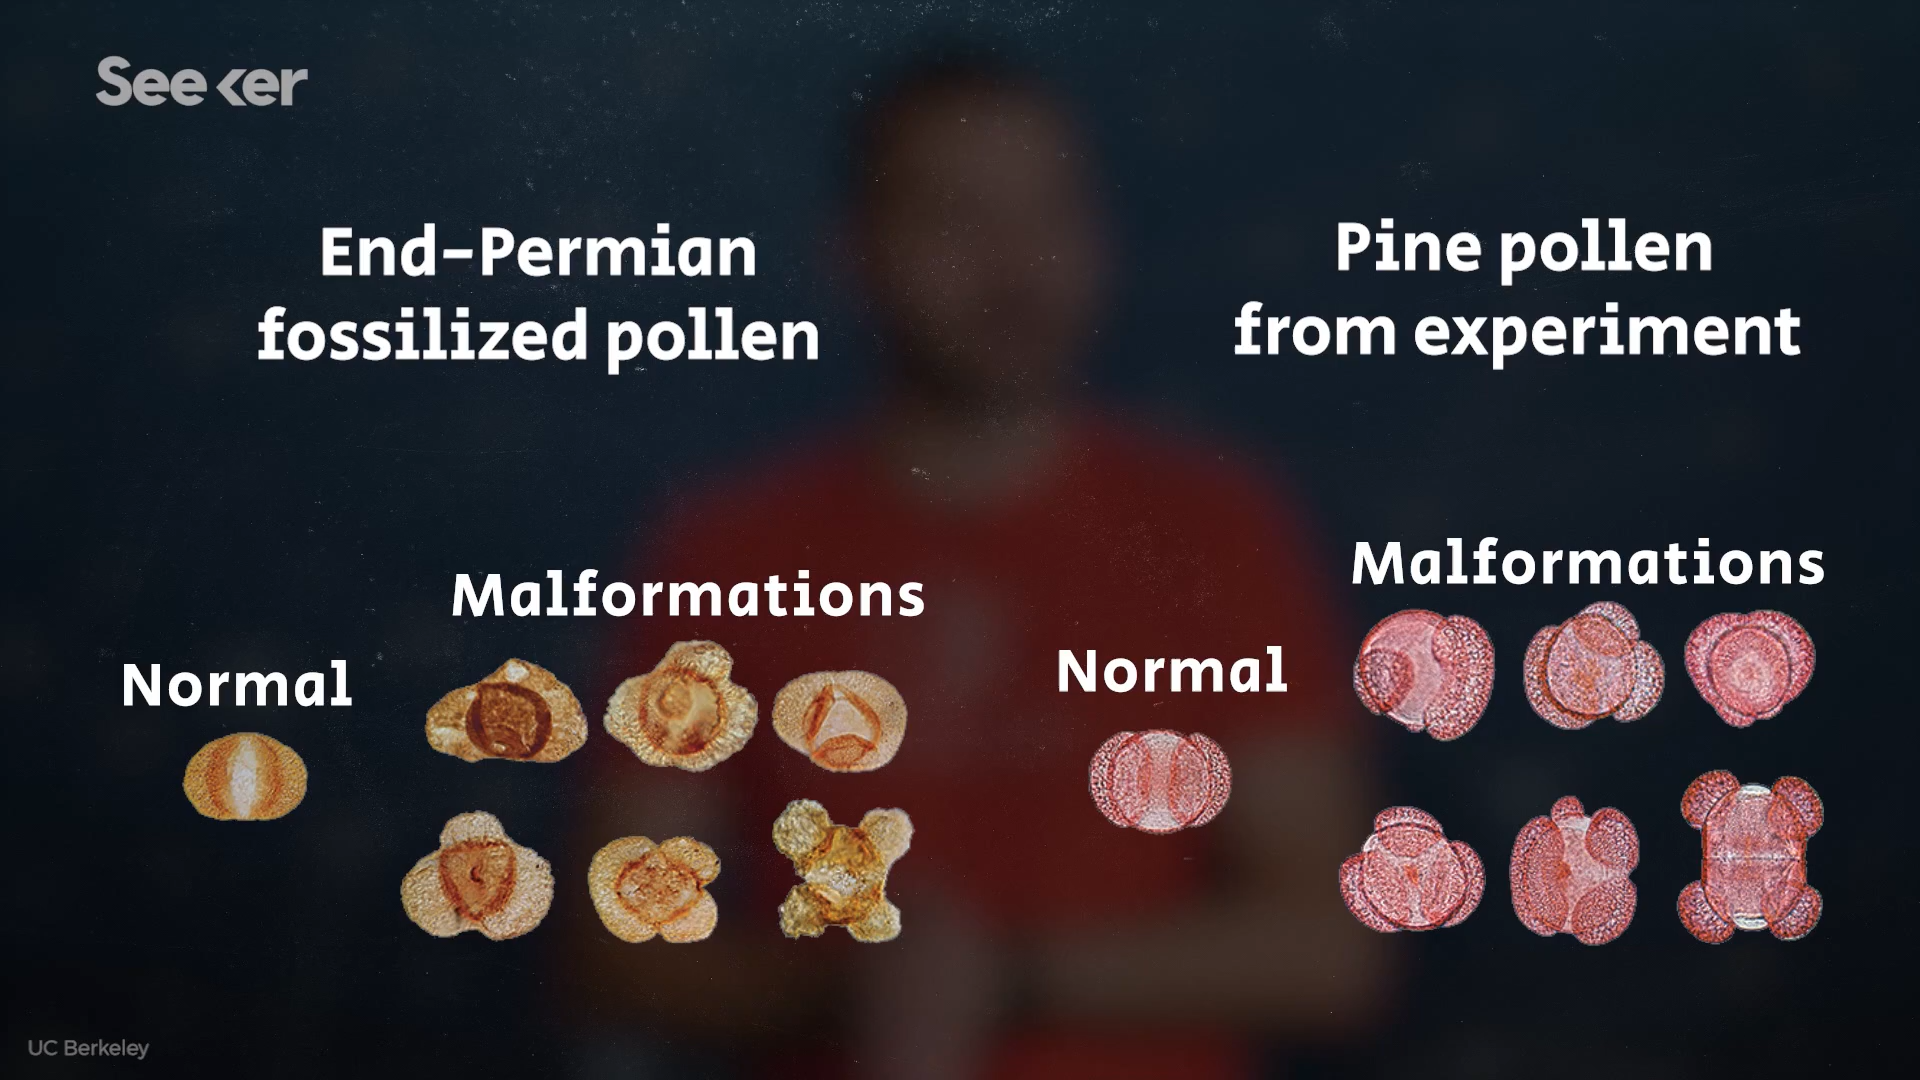 Seeker
End-Permian
fossilized pollen
Pine pollen
from experiment
Malformations
Normal
Malformations
Normal
UC Berkeley